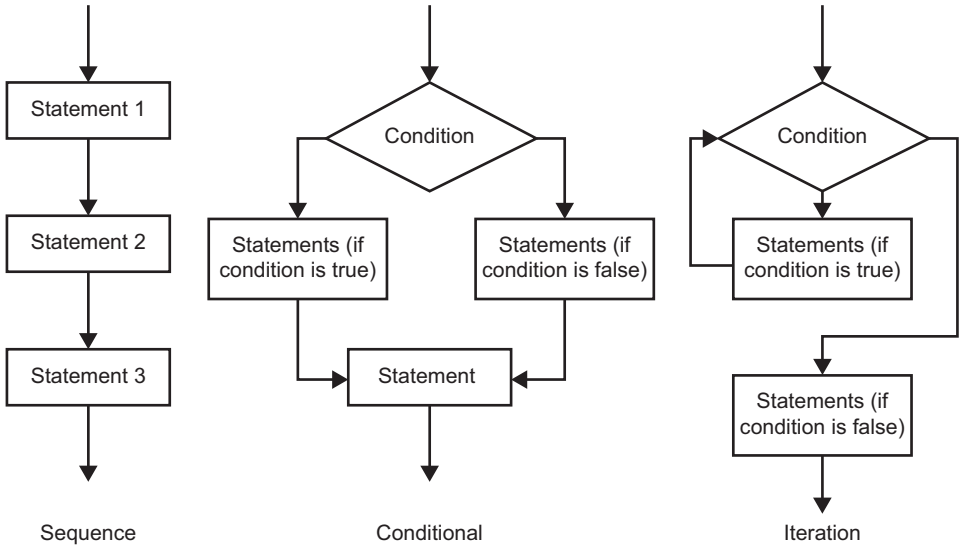 Statement 1
Statement 2
Statement 3
Sequence
Condition
Statements (if
condition is true)
Statements (if
condition is false)
Statement
Conditional
Condition
Statements (if
condition is true)
Statements (if
condition is false)
Iteration